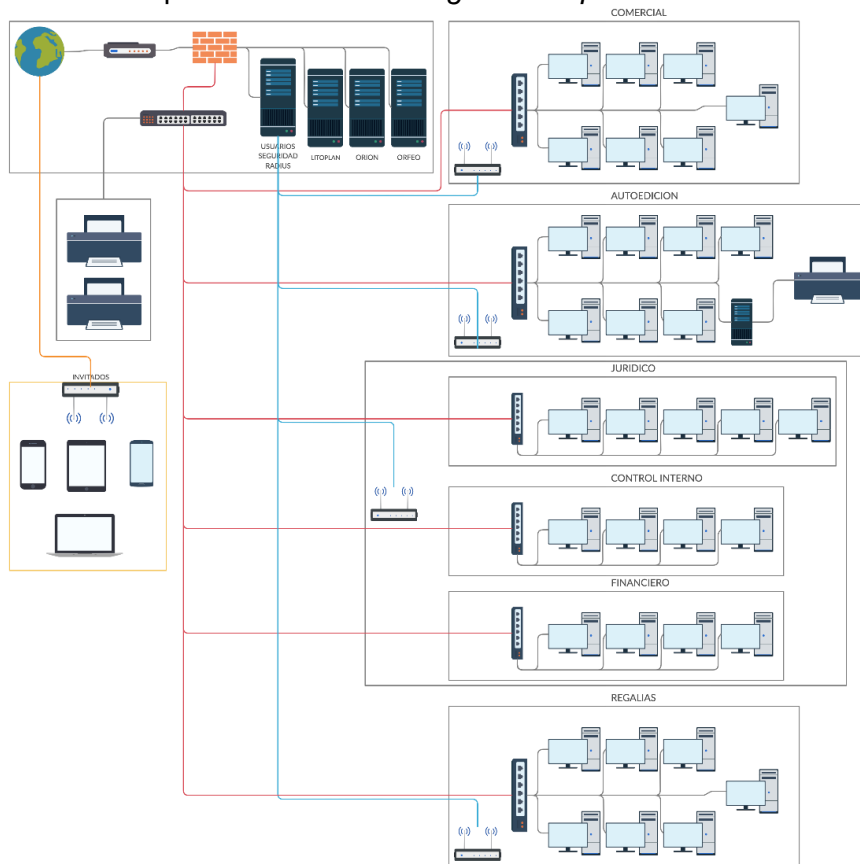 COMERCIAL
USUARIOS
SEGURIDAD
RADIUS
LITOPLAN
ORION
ORFEO
AUTOEDICION
INVITADOS
JURIDICO
CONTROL INTERNO
FINANCIERO
REGALIAS